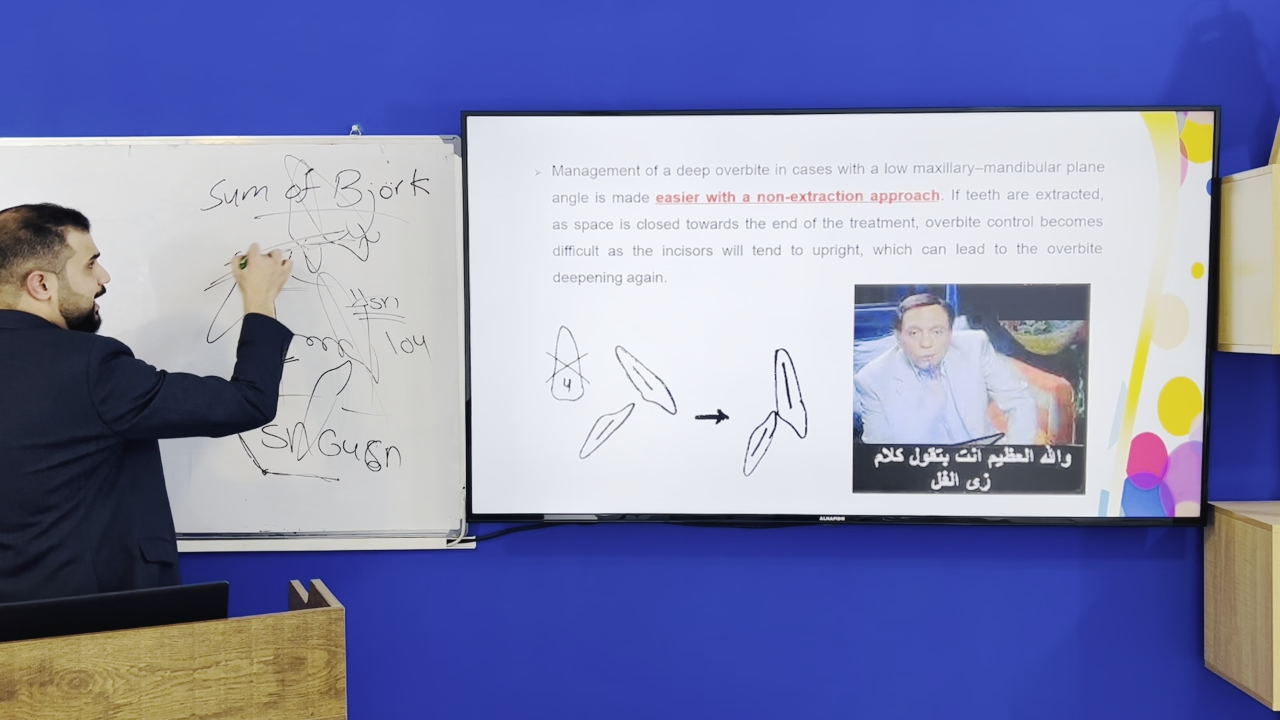 Sum of Björk
SN
104
SN GoGn
Management of a deep overbite in cases with a low maxillary–mandibular plane
angle is made easier with a non-extraction approach. If teeth are extracted,
as space is closed towards the end of the treatment, overbite control becomes
difficult as the incisors will tend to upright, which can lead to the overbite
deepening again.
4
والله العظيم انت بتقول كلام
زى الفل